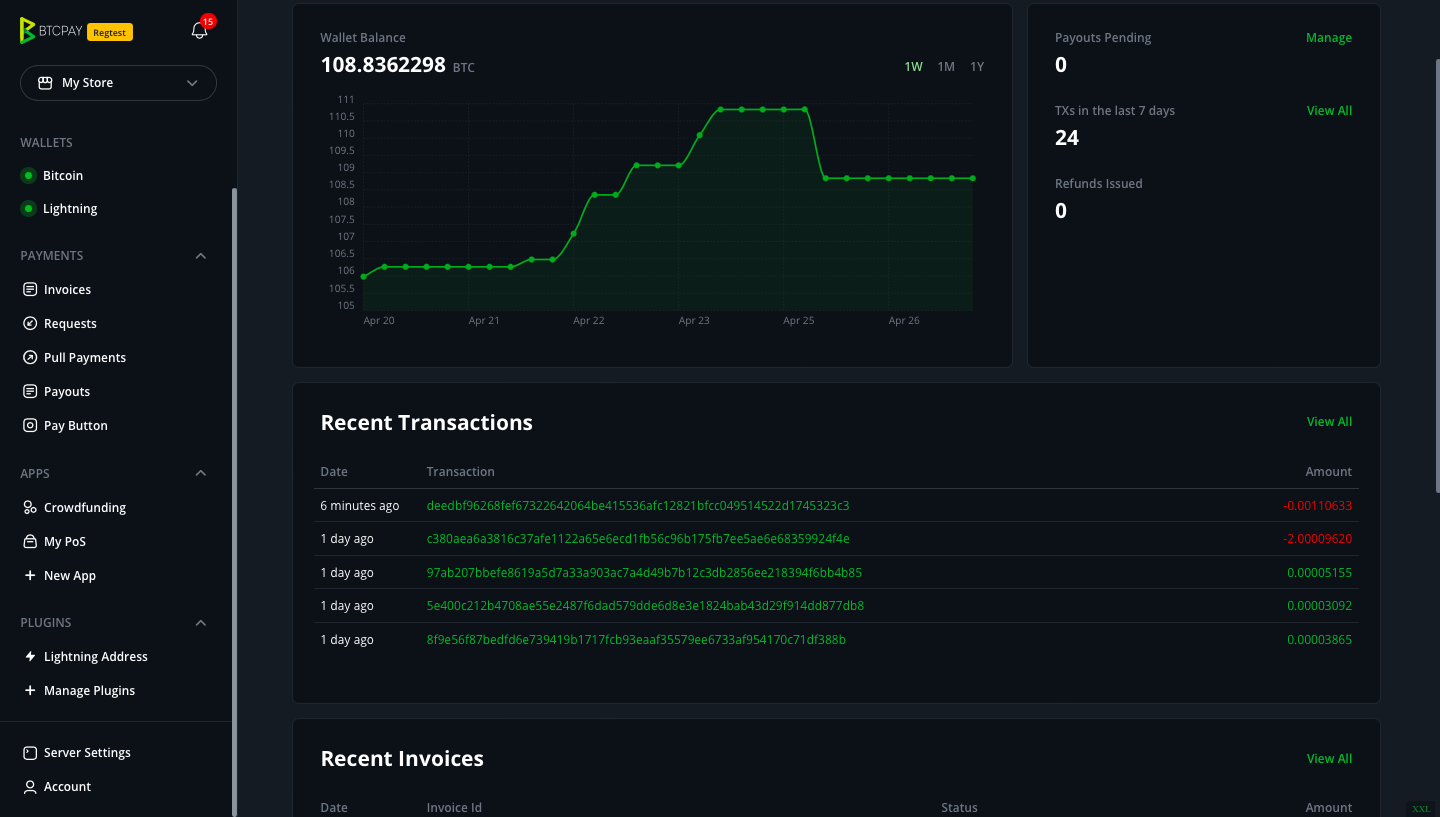 BTCPAY Regtest 15
My Store
WALLETS
Bitcoin
Lightning
PAYMENTS
Invoices
Requests
Pull Payments
Payouts
Pay Button
APPS
Crowdfunding
My PoS
New App
PLUGINS
Lightning Address
Manage Plugins
Server Settings
Account
Wallet Balance
108.8362298 BTC
1W 1M 1Y
111
110.5
110
109.5
109
108.5
108
107.5
107
106.5
106
105.5
105
Apr 20 Apr 21 Apr 22 Apr 23 Apr 25 Apr 26
Payouts Pending Manage
0
TXs in the last 7 days View All
24
Refunds Issued
0
Recent Transactions View All
Date Transaction Amount
6 minutes ago deedbf96268fef67322642064be415536afc12821bfcc049514522d1745323c3 -0.00110633
1 day ago c380aea6a3816c37afe1122a65e6ecd1fb56c96b175fb7ee5ae6e68359924f4e -2.00009620
1 day ago 97ab207bbefe8619a5d7a33a903ac7a4d49b7b12c3db2856ee218394f6bb4b85 0.00005155
1 day ago 5e400c212b4708ae55e2487f6dad579dde6d8e3e1824bab43d29f914dd877db8 0.00003092
1 day ago 8f9e56f87bedfd6e739419b1717fcb93eaaf35579ee6733af954170c71df388b 0.00003865
Recent Invoices View All
Date Invoice Id Status Amount
XXL